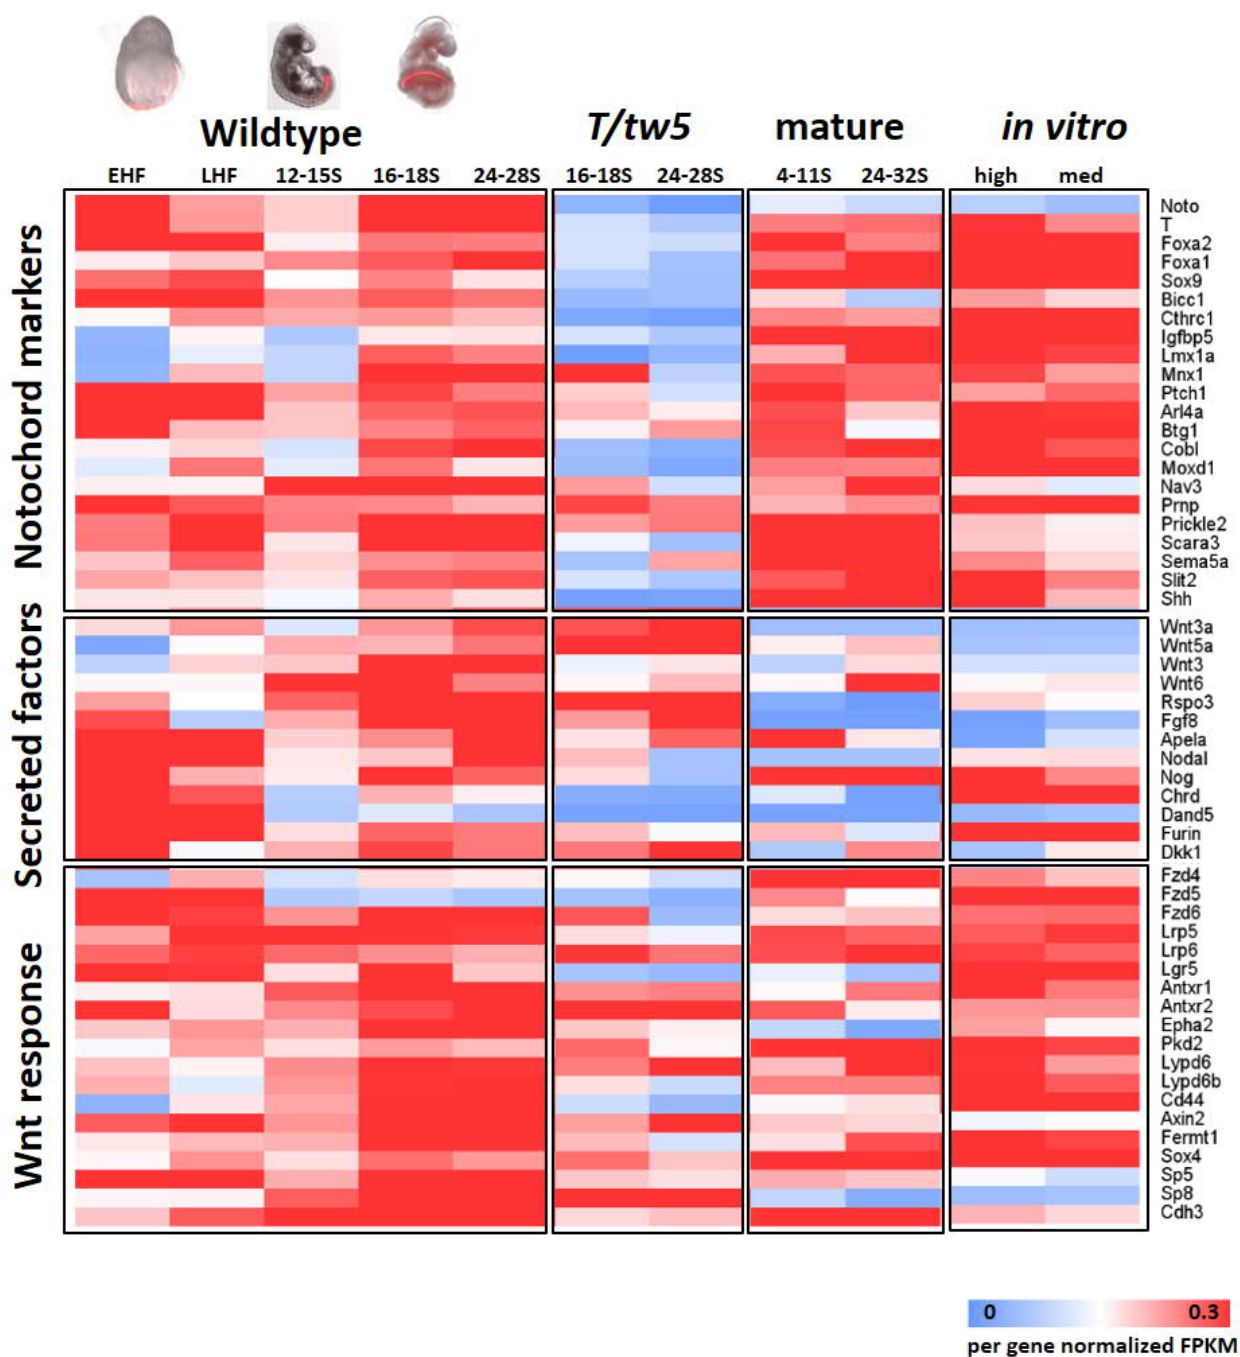 Wildtype
T/tw5
mature
in vitro
EHF LHF 12-15S 16-18S 24-28S 16-18S 24-28S 4-11S 24-32S high med
Notochord markers
Noto
T
Foxa2
Foxa1
Sox9
Bicc1
Cthrc1
Igfbp5
Lmx1a
Mnx1
Ptch1
Arl4a
Btg1
Cobl
Moxd1
Nav3
Prnp
Prickle2
Scara3
Sema5a
Slit2
Shh
Secreted factors
Wnt3a
Wnt5a
Wnt3
Wnt6
Rspo3
Fgf8
Apela
Nodal
Nog
Chrd
Dand5
Furin
Dkk1
Wnt response
Fzd4
Fzd5
Fzd6
Lrp5
Lrp6
Lgr5
Antxr1
Antxr2
Epha2
Pkd2
Lypd6
Lypd6b
Cd44
Axin2
Fermt1
Sox4
Sp5
Sp8
Cdh3
0 0.3
per gene normalized FPKM